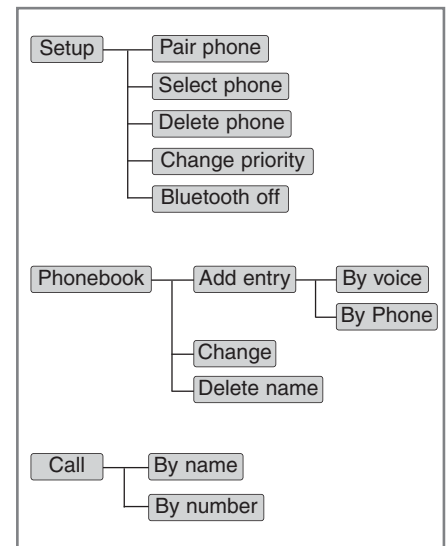 Setup
Pair phone
Select phone
Delete phone
Change priority
Bluetooth off
Phonebook
Add entry
By voice
By Phone
Change
Delete name
Call
By name
By number